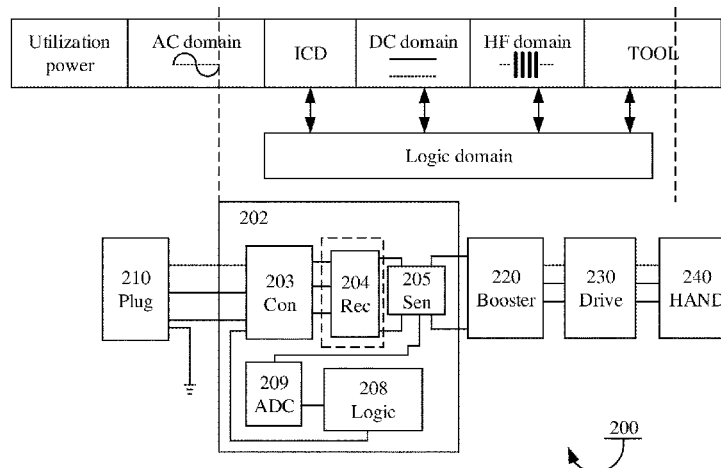 Utilization
power
AC domain
ICD
DC domain
HF domain
TOOL
Logic domain
202
210
Plug
203
Con
204
Rec
205
Sen
220
Booster
230
Drive
240
HAND
209
ADC
208
Logic
200